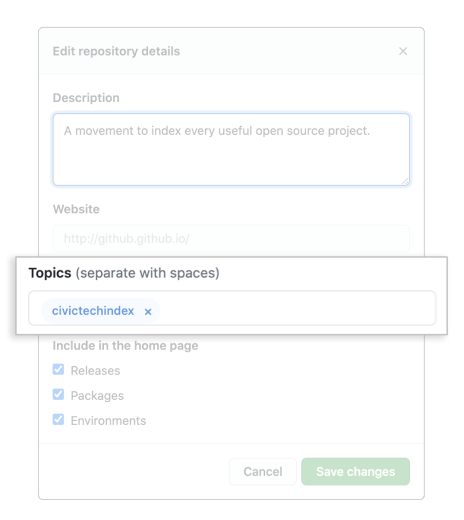 Edit repository details ×
Description
A movement to index every useful open source project.
Website
http://github.github.io/
Topics (separate with spaces)
civictechindex ×
Include in the home page
Releases
Packages
Environments
Cancel Save changes